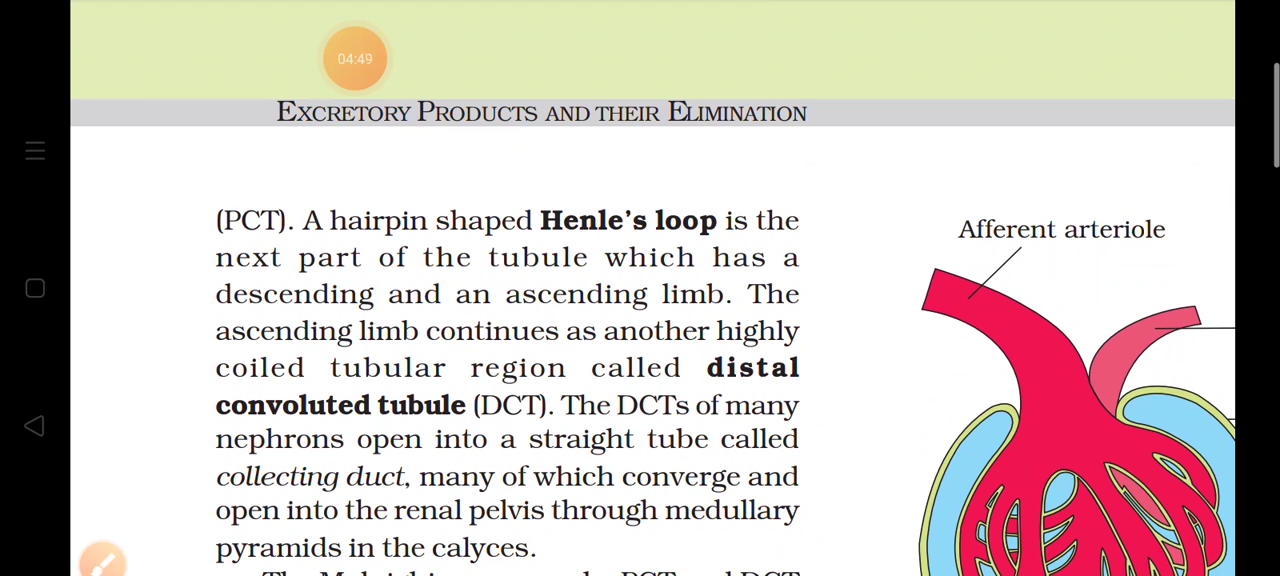 04:49
EXCRETORY PRODUCTS AND THEIR ELIMINATION
(PCT). A hairpin shaped Henle's loop is the
next part of the tubule which has a
descending and an ascending limb. The
ascending limb continues as another highly
coiled tubular region called distal
convoluted tubule (DCT). The DCTs of many
nephrons open into a straight tube called
collecting duct, many of which converge and
open into the renal pelvis through medullary
pyramids in the calyces.
Afferent arteriole